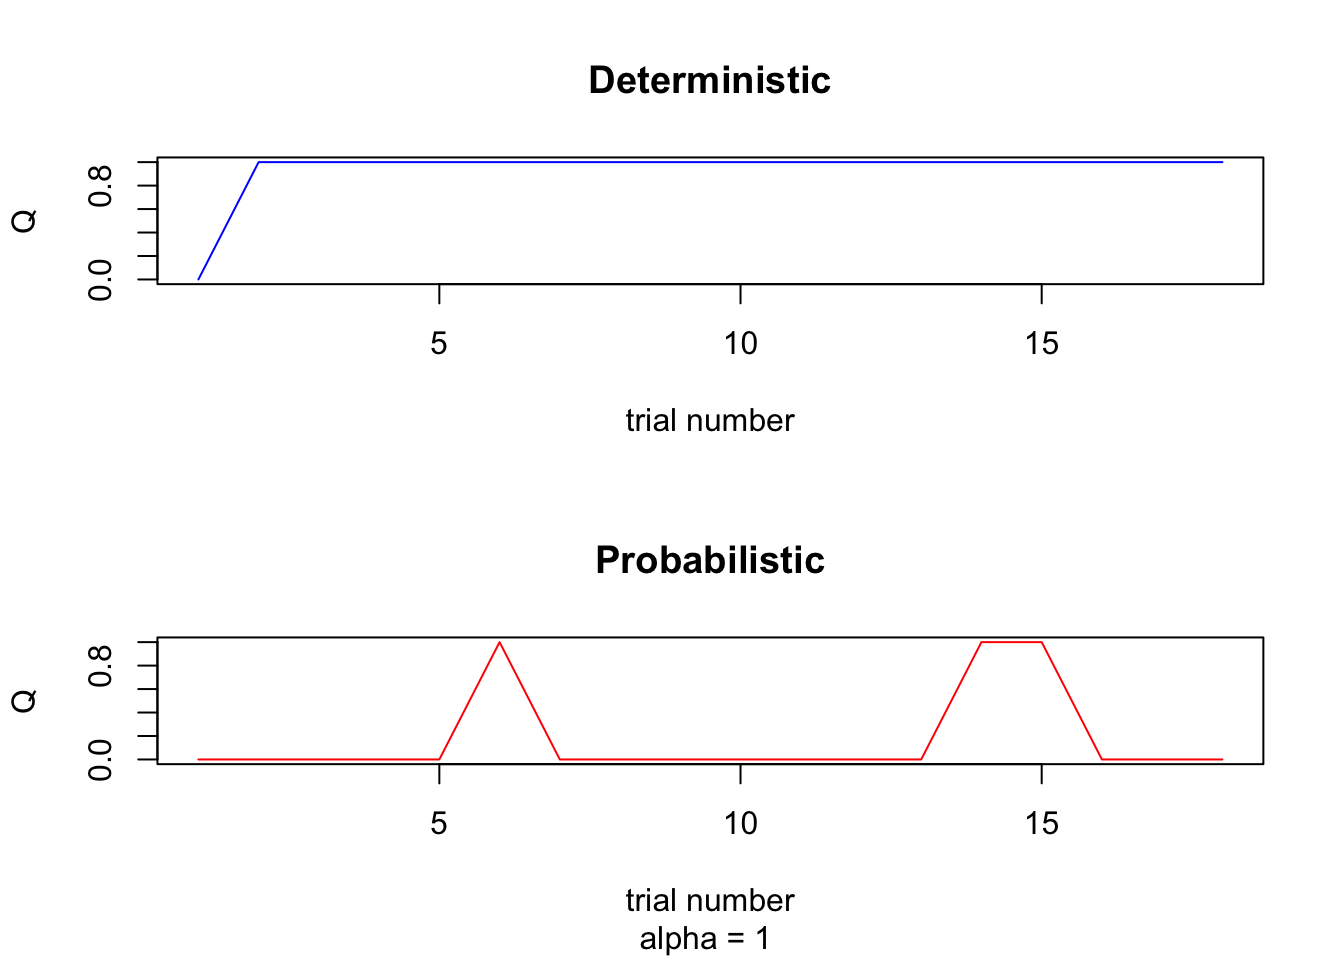 Deterministic
Q
0.8
0.0
5 10 15
trial number
Probabilistic
Q
0.8
0.0
5 10 15
trial number
alpha = 1